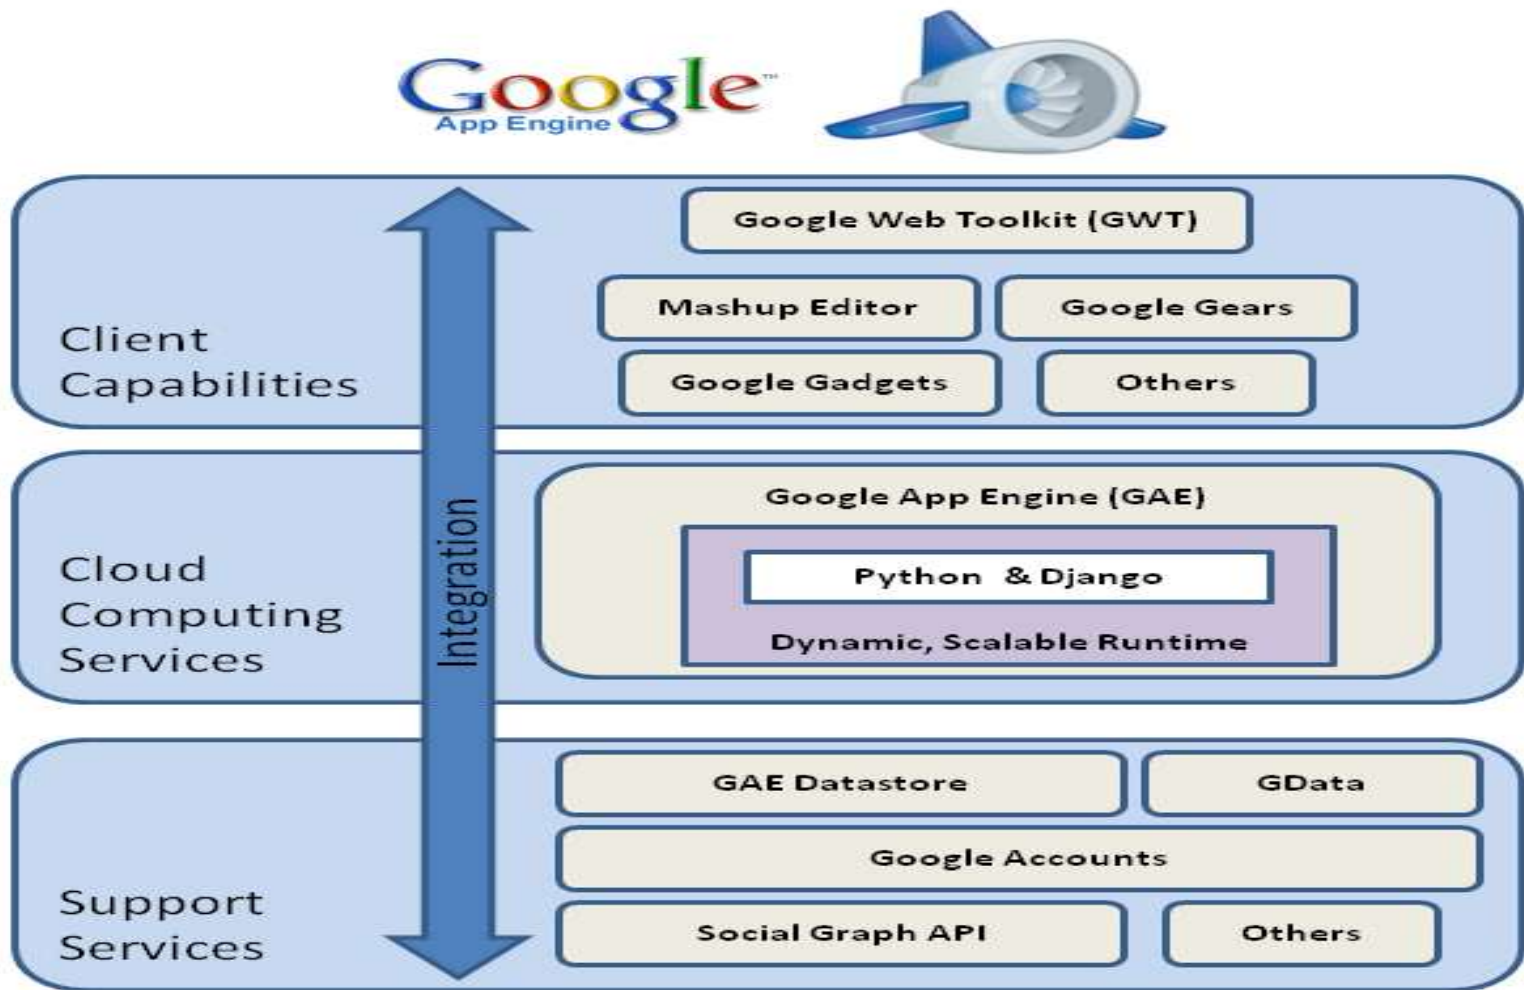 Google™
App Engine
Google Web Toolkit (GWT)
Mashup Editor
Google Gears
Client
Capabilities
Google Gadgets
Others
Integration
Google App Engine (GAE)
Python & Django
Dynamic, Scalable Runtime
Cloud
Computing
Services
GAE Datastore
GData
Google Accounts
Social Graph API
Others
Support
Services